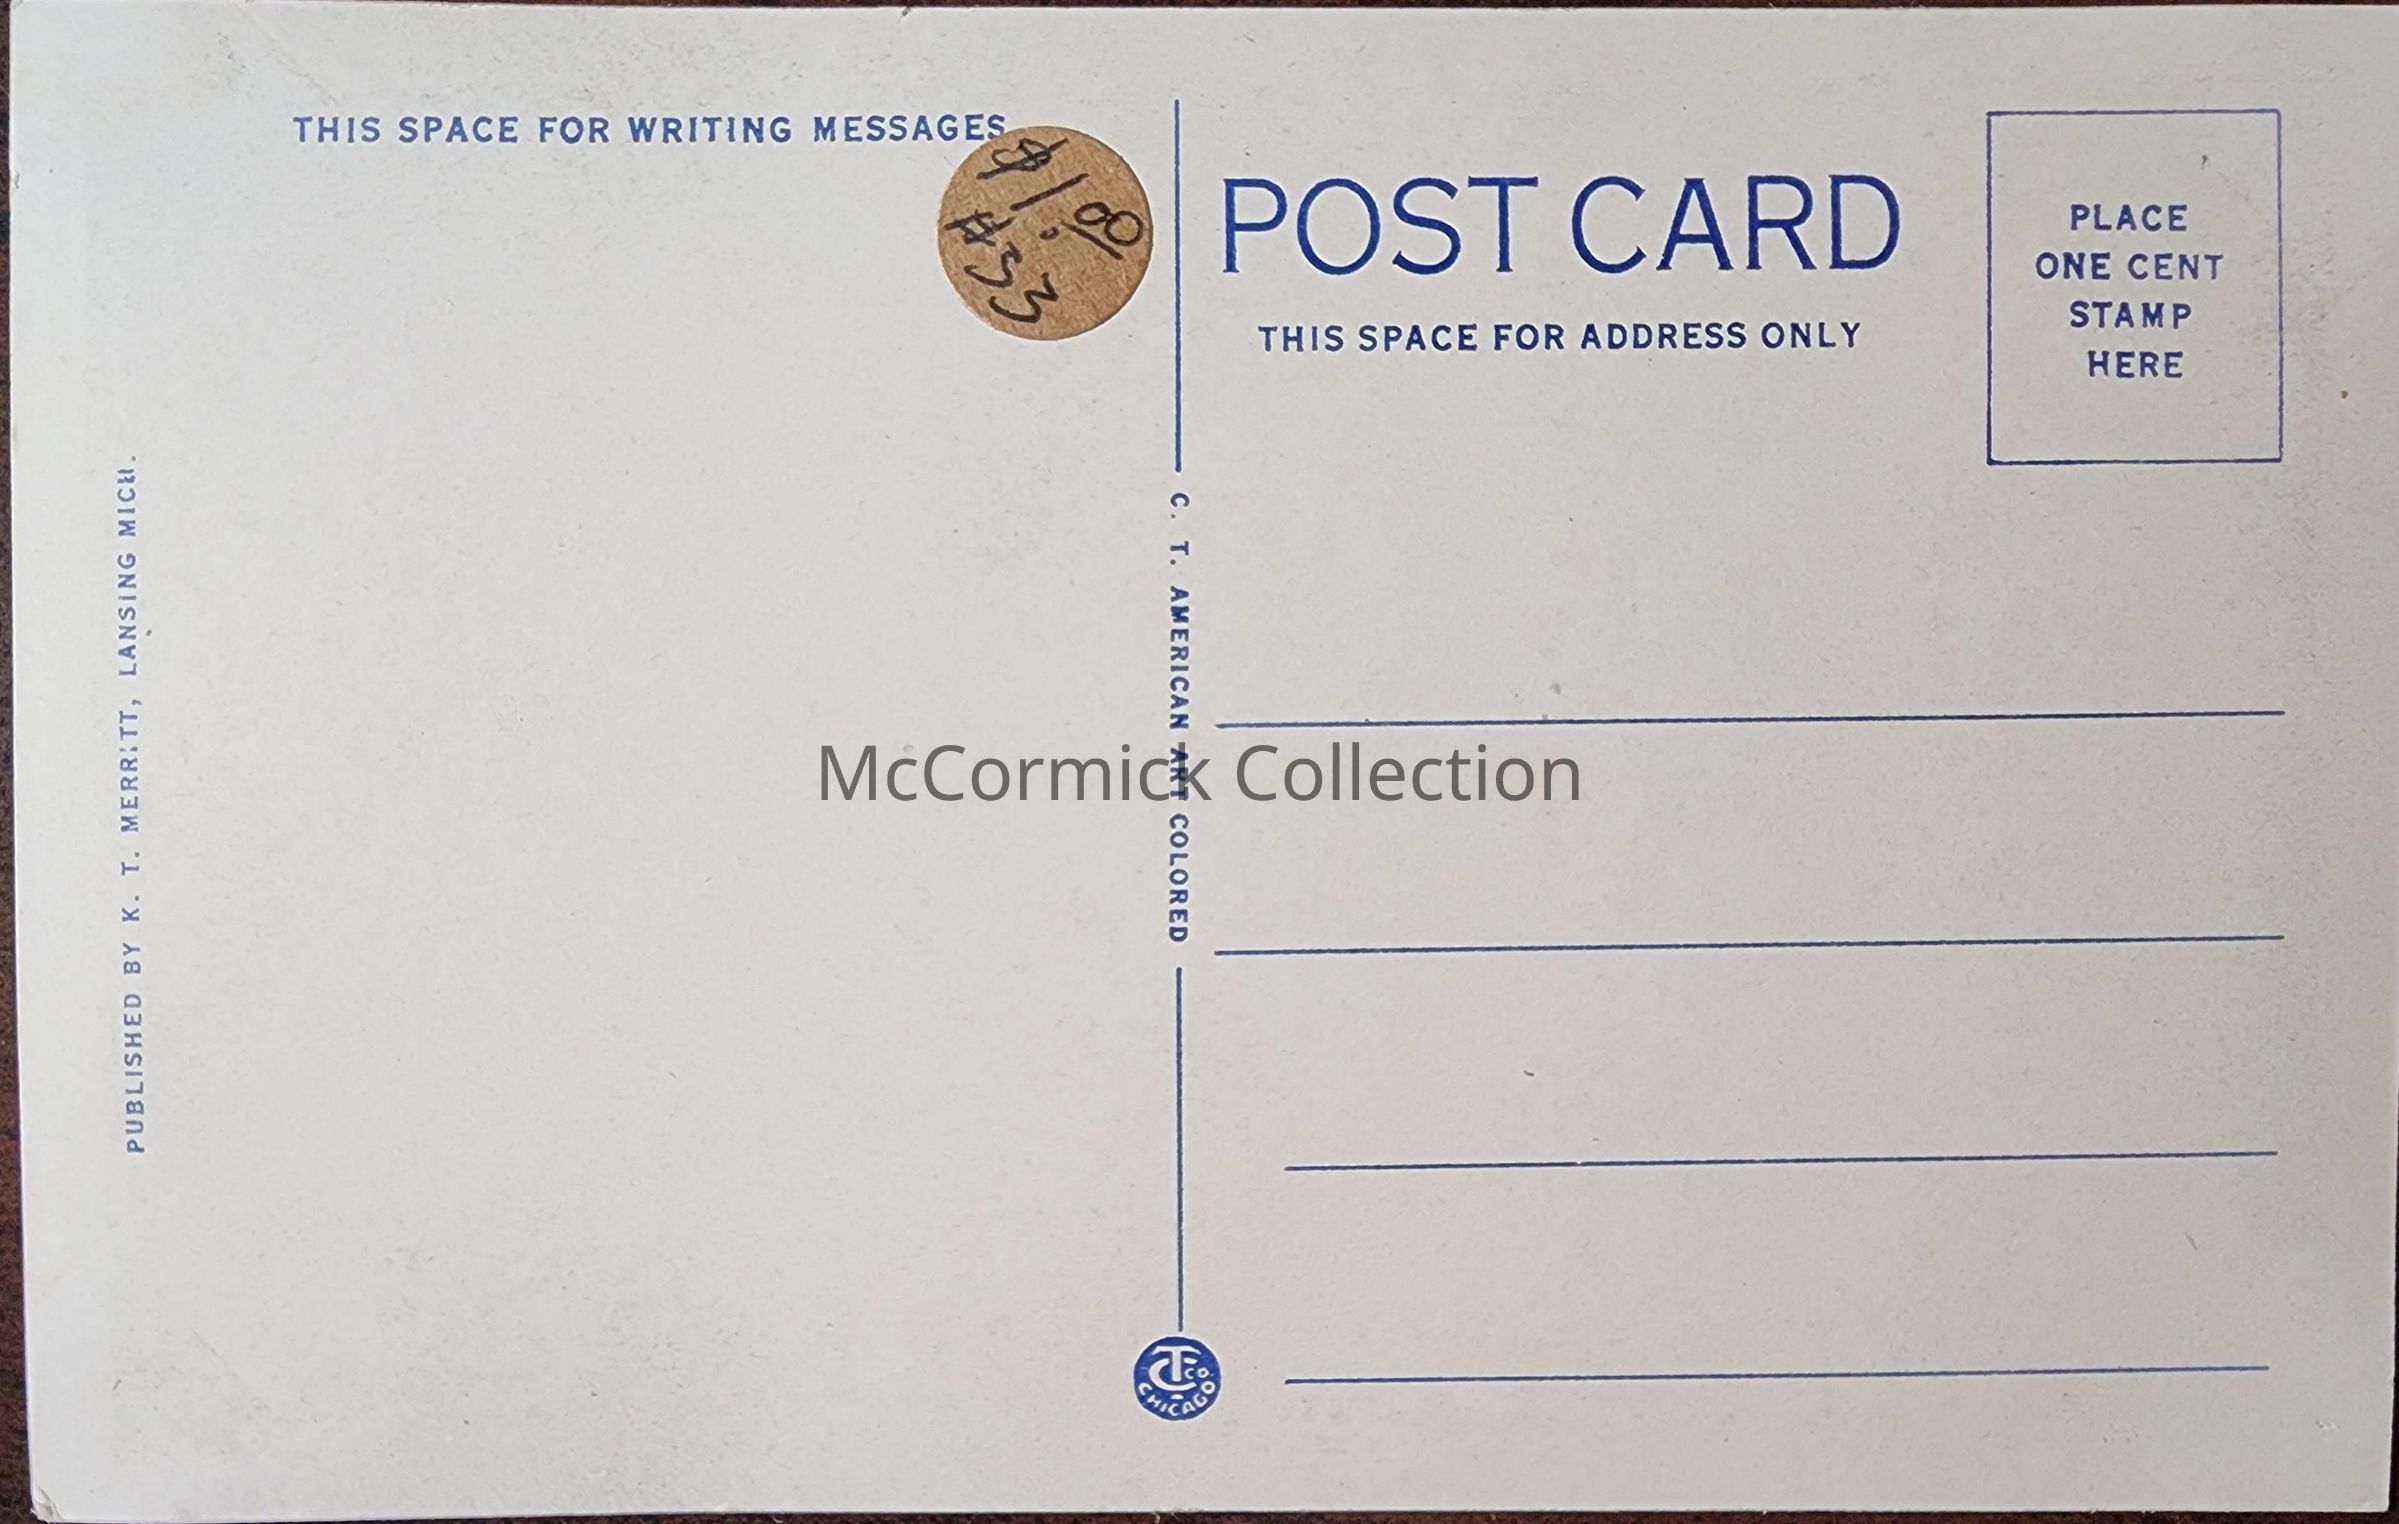 THIS SPACE FOR WRITING MESSAGES
$1.00
#33
POST CARD
THIS SPACE FOR ADDRESS ONLY
PLACE
ONE CENT
STAMP
HERE
PUBLISHED BY K. T. MERRITT, LANSING MICH.
C. T. AMERICAN ART COLORED
McCormick Collection
CT CO
CHICAGO